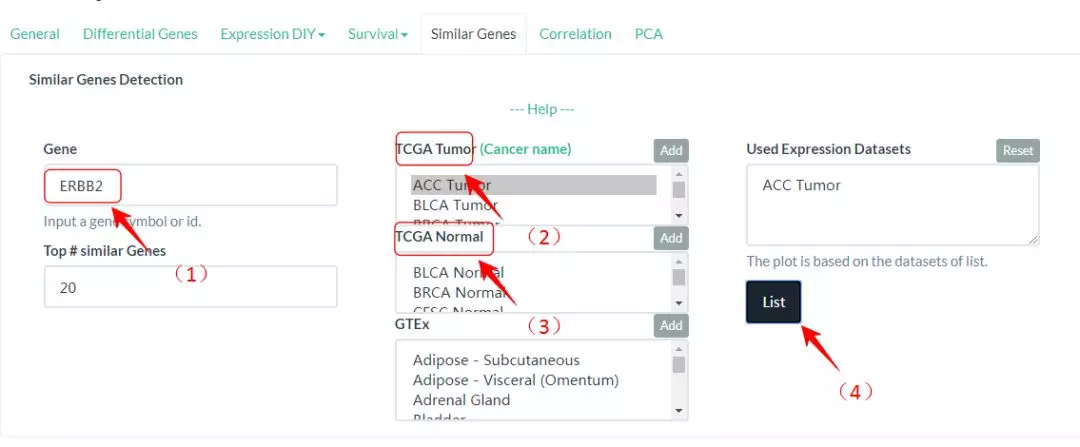 General Differential Genes Expression DIY Survival Similar Genes Correlation PCA
Similar Genes Detection
--- Help ---
Gene
ERBB2
Input a gene symbol or id.
(1)
Top # similar Genes
20
TCGA Tumor (Cancer name) Add
ACC Tumor
BLCA Tumor
BRCA Tumor
(2)
TCGA Normal Add
BLCA Normal
BRCA Normal
CESC Normal
(3)
GTEx Add
Adipose - Subcutaneous
Adipose - Visceral (Omentum)
Adrenal Gland
Bladder
Used Expression Datasets Reset
ACC Tumor
The plot is based on the datasets of list.
List
(4)